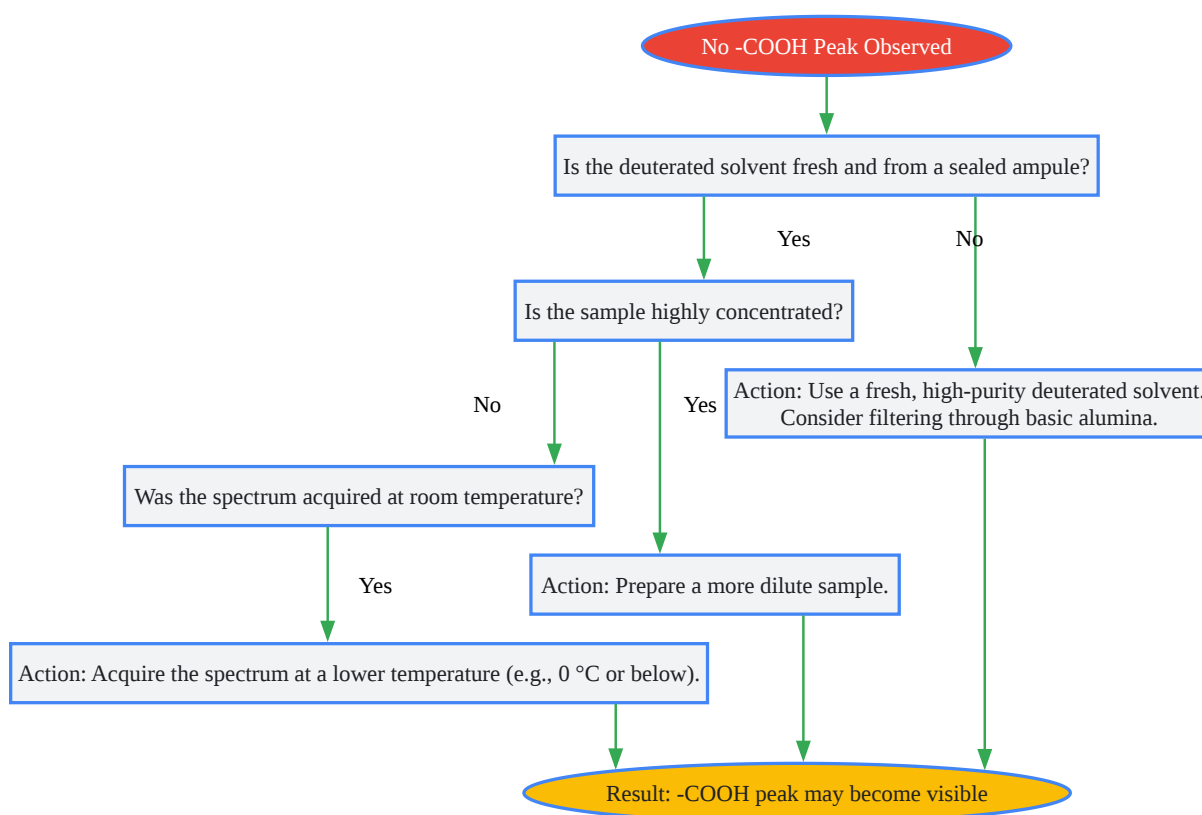 No -COOH Peak Observed
Is the deuterated solvent fresh and from a sealed ampule?
Yes
No
Is the sample highly concentrated?
No
Yes
Action: Use a fresh, high-purity deuterated solvent.
Consider filtering through basic alumina.
Was the spectrum acquired at room temperature?
Yes
Action: Prepare a more dilute sample.
Action: Acquire the spectrum at a lower temperature (e.g., 0 °C or below).
Result: -COOH peak may become visible